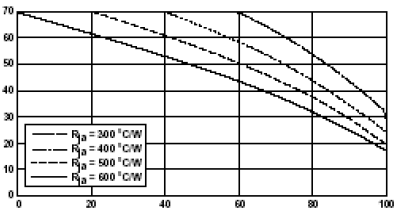 70
60
50
40
30
20
10
0
Rja = 300 °C/W
Rja = 400 °C/W
Rja = 500 °C/W
Rja = 600 °C/W
0 20 40 60 80 100